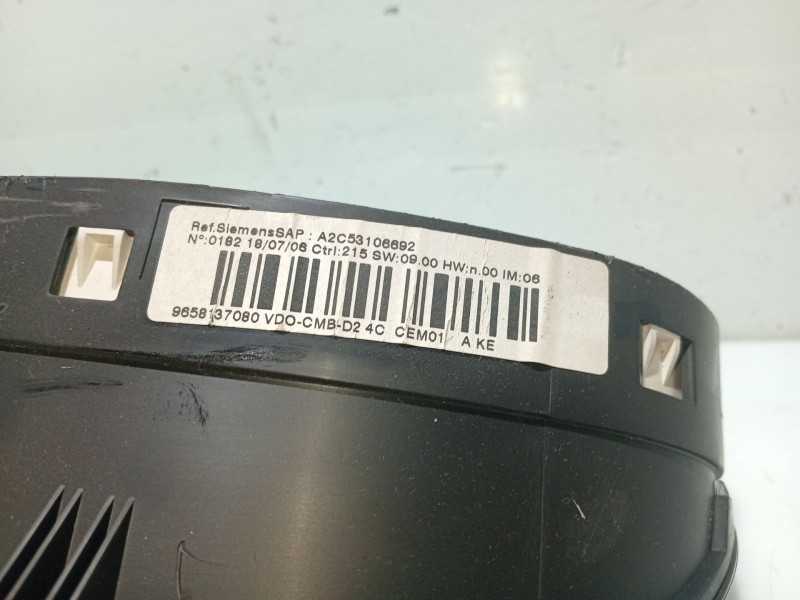 Ref.SiemensSAP : A2C53106692
Nº:0182 18/07/06 Ctrl:215 SW:09.00 HW:n.00 IM:06
9658137080 VDO-CMB-D2 4C CEM01 A KE